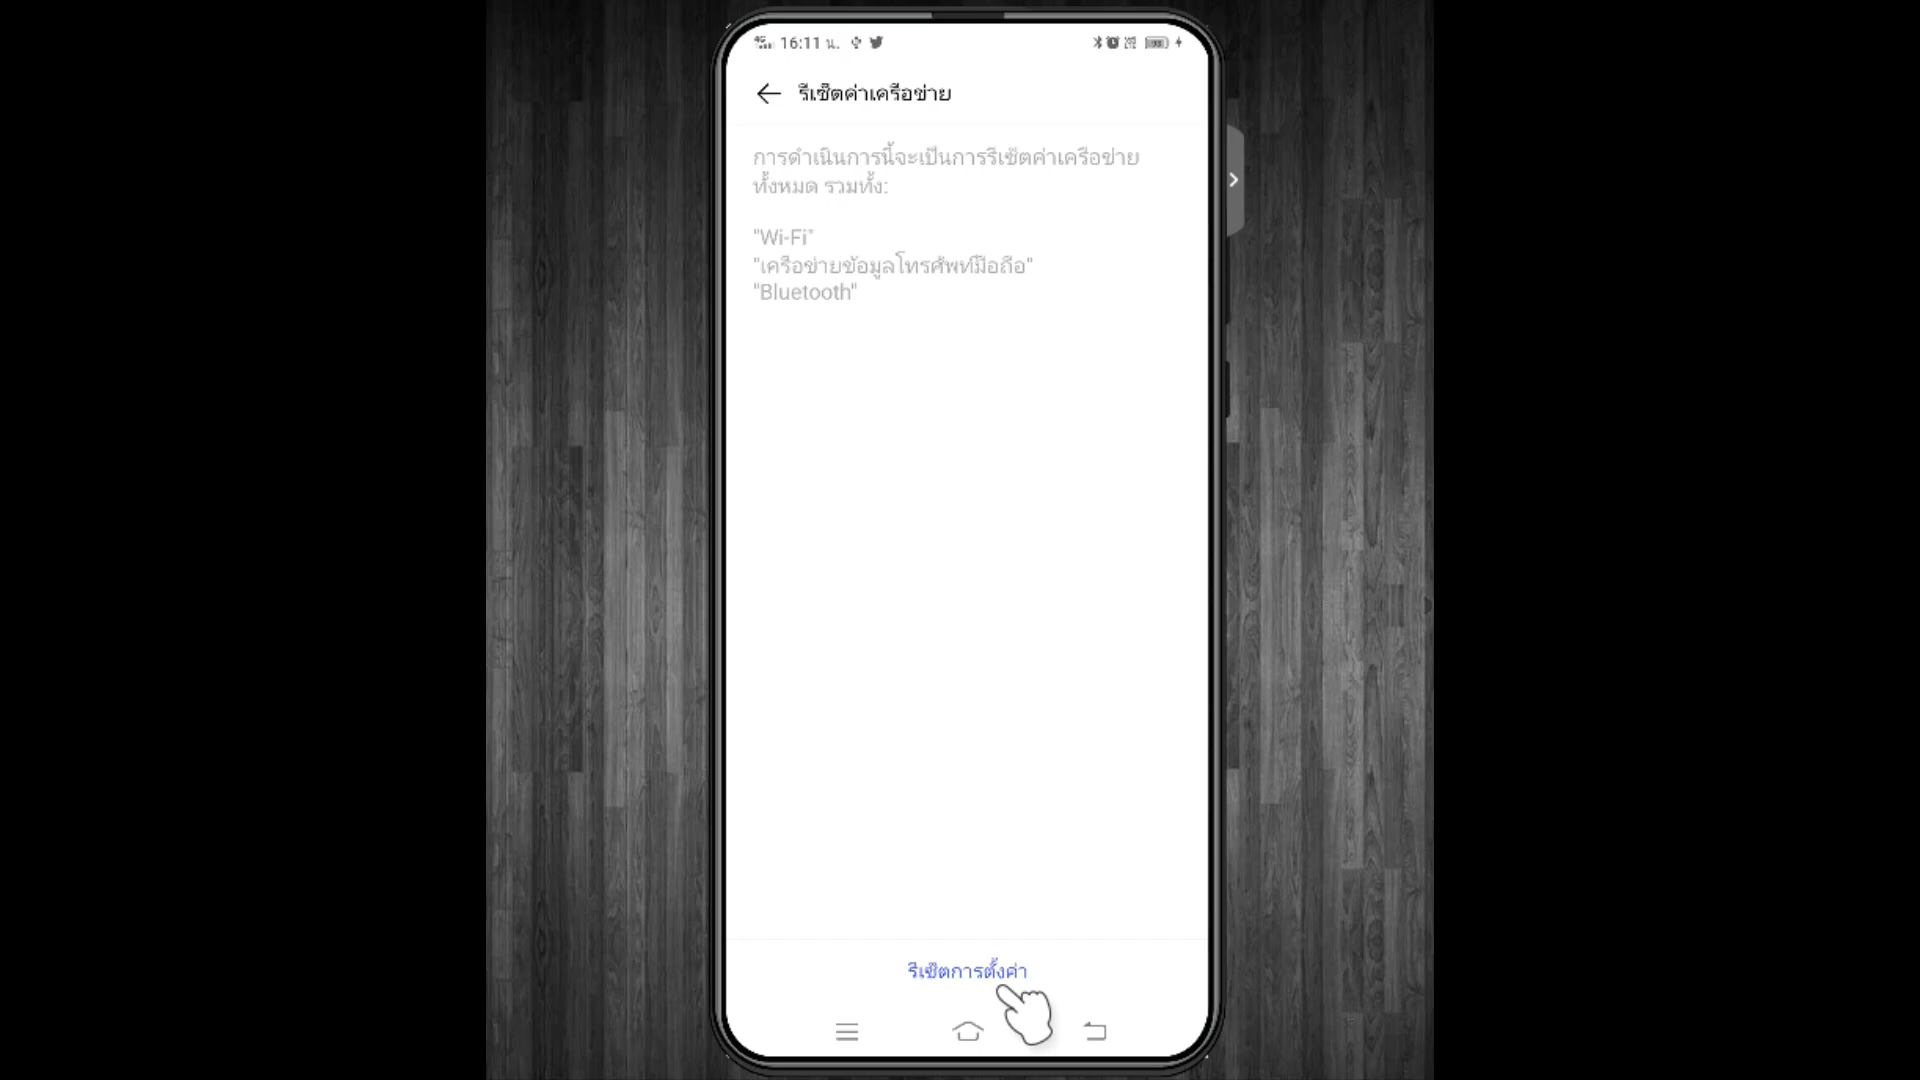 16:11 น.
รีเซ็ตค่าเครือข่าย
การดำเนินการนี้จะเป็นการรีเซ็ตค่าเครือข่าย
ทั้งหมด รวมทั้ง:
"Wi-Fi"
"เครือข่ายข้อมูลโทรศัพท์มือถือ"
"Bluetooth"
รีเซ็ตการตั้งค่า